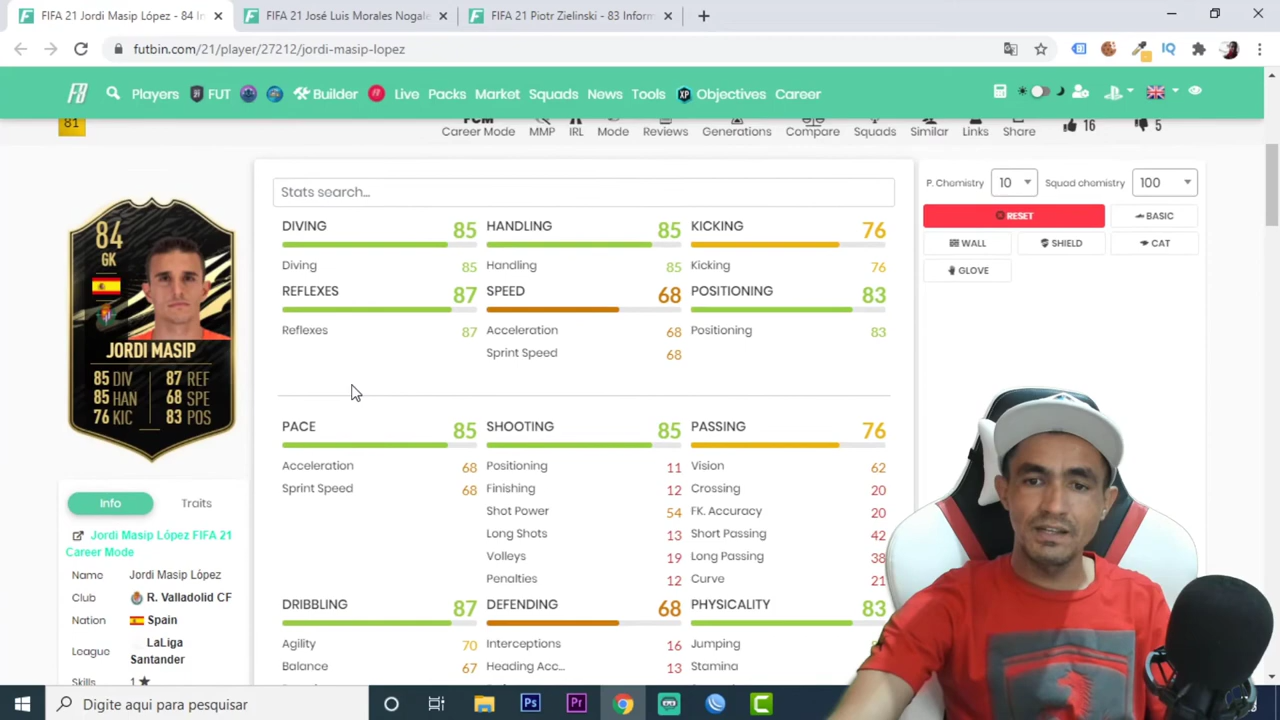 FIFA 21 Jordi Masip López - 84 In
FIFA 21 José Luis Morales Nogale
FIFA 21 Piotr Zielinski - 83 Inform
futbin.com/21/player/27212/jordi-masip-lopez
Players FUT Builder Live Packs Market Squads News Tools XP Objectives Career
81
Career Mode MMP IRL Mode Reviews Generations Compare Squads Similar Links Share 16 5
Stats search...
P. Chemistry 10 Squad chemistry 100
RESET BASIC
WALL SHIELD CAT
GLOVE
DIVING 85 HANDLING 85 KICKING 76
Diving 85 Handling 85 Kicking 76
REFLEXES 87 SPEED 68 POSITIONING 83
Reflexes 87 Acceleration 68 Positioning 83
Sprint Speed 68
84
GK
JORDI MASIP
85 DIV 87 REF
85 HAN 68 SPE
76 KIC 83 POS
PACE 85 SHOOTING 85 PASSING 76
Acceleration 68 Positioning 11 Vision 62
Sprint Speed 68 Finishing 12 Crossing 20
Shot Power 54 FK. Accuracy 20
Long Shots 13 Short Passing 42
Volleys 19 Long Passing 38
Penalties 12 Curve 21
DRIBBLING 87 DEFENDING 68 PHYSICALITY 83
Agility 70 Interceptions 16 Jumping
Balance 67 Heading Acc... 13 Stamina
Info Traits
Jordi Masip López FIFA 21
Career Mode
Name Jordi Masip López
Club R. Valladolid CF
Nation Spain
League LaLiga
Santander
Skills 1
Digite aqui para pesquisar
Ps Pr